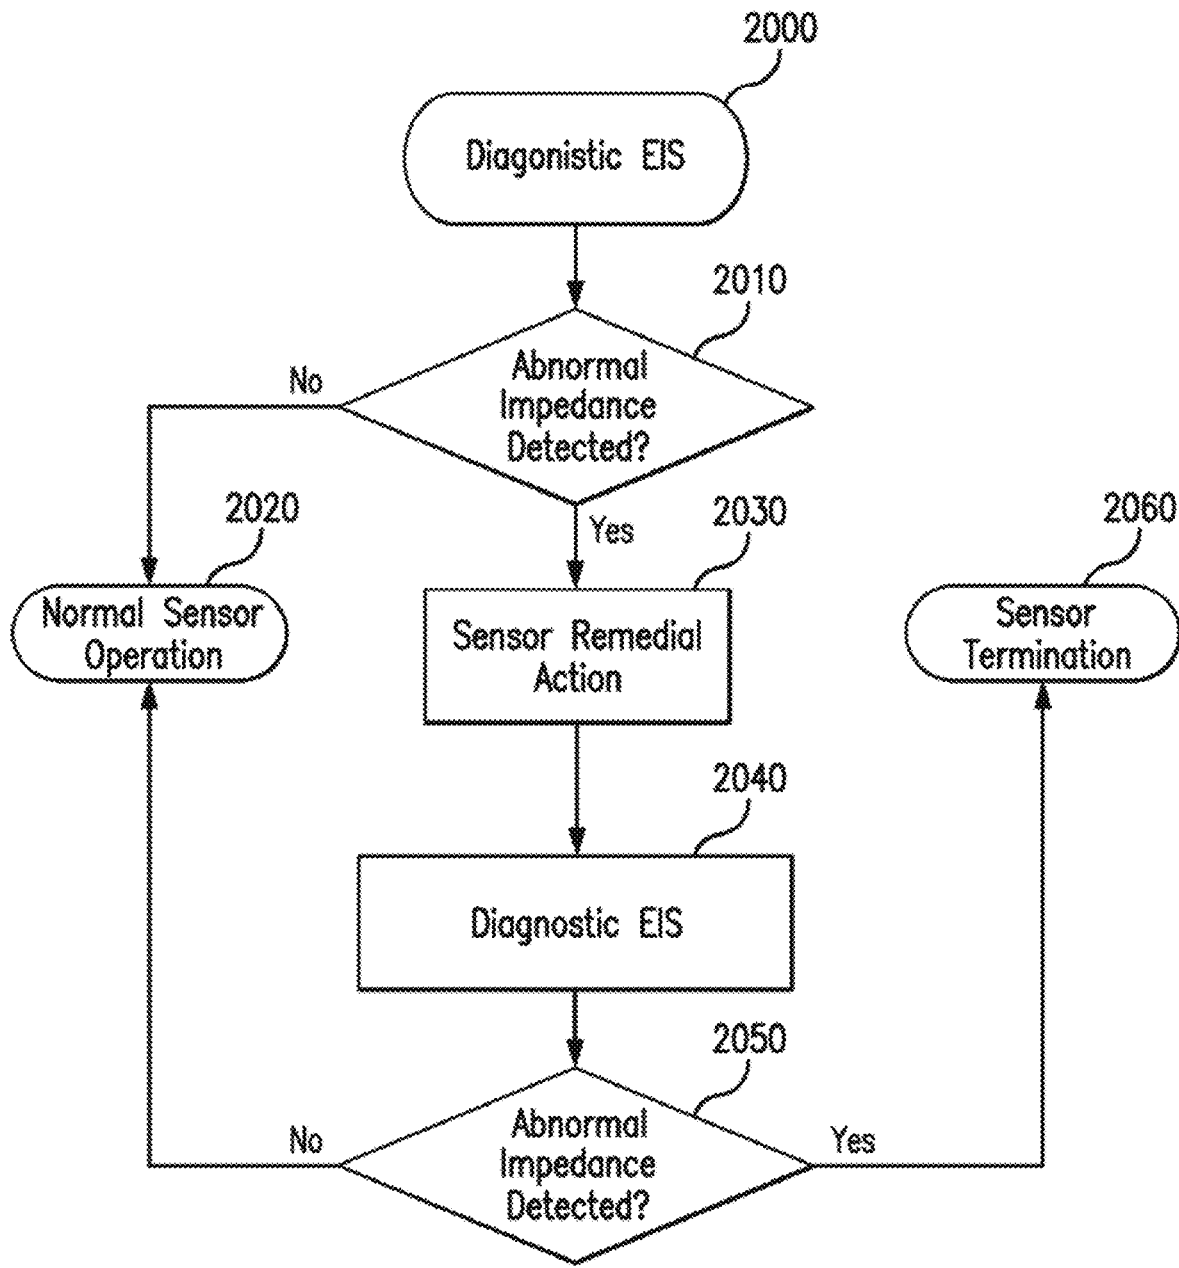 2000
Diagonistic EIS
2010
Abnormal
Impedance
Detected?
No
Yes
2020
Normal Sensor
Operation
2030
Sensor Remedial
Action
2060
Sensor
Termination
2040
Diagnostic EIS
2050
Abnormal
Impedance
Detected?
No
Yes